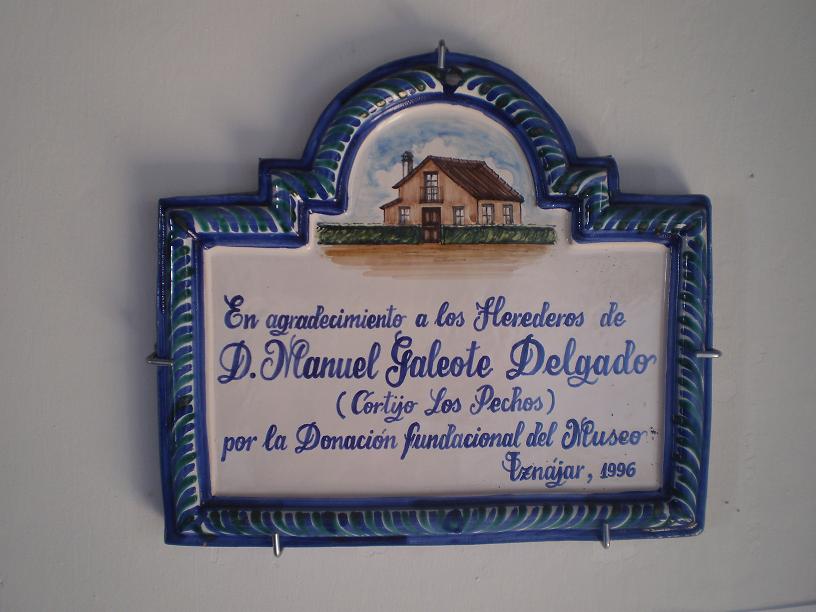 En agradecimiento a los Herederos de
D. Manuel Galeote Delgado
(Cortijo Los Pechos)
por la Donación fundacional del Museo
Iznájar, 1996